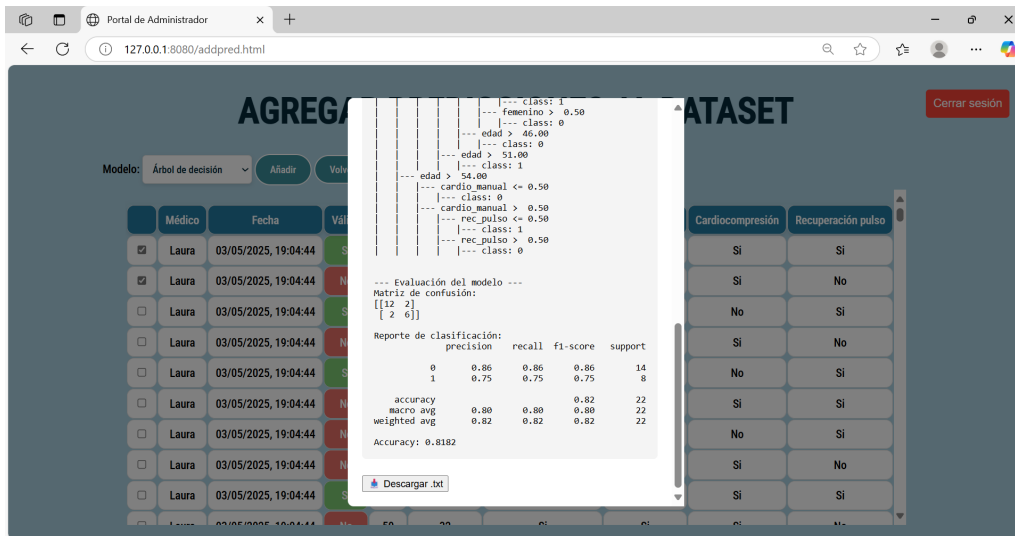 Portal de Administrador
127.0.0.1:8080/addpred.html
Cerrar sesión
Modelo:
Árbol de decisión
Añadir
| | | | | |--- class: 1
| | | | |--- femenino > 0.50
| | | | | |--- class: 0
| | | |--- edad > 46.00
| | | | |--- class: 0
| | |--- edad > 51.00
| | | |--- class: 1
| |--- edad > 54.00
| | |--- cardio_manual <= 0.50
| | | |--- class: 0
| | |--- cardio_manual > 0.50
| | | |--- rec_pulso <= 0.50
| | | | |--- class: 1
| | | |--- rec_pulso > 0.50
| | | | |--- class: 0
--- Evaluación del modelo ---
Matriz de confusión:
[[12 2]
[ 2 6]]
Reporte de clasificación:
precision recall f1-score support
0 0.86 0.86 0.86 14
1 0.75 0.75 0.75 8
accuracy 0.82 22
macro avg 0.80 0.80 0.80 22
weighted avg 0.82 0.82 0.82 22
Accuracy: 0.8182
Descargar .txt
Médico Fecha Cardiocompresión Recuperación pulso
Laura 03/05/2025, 19:04:44 Si Si
Laura 03/05/2025, 19:04:44 Si No
Laura 03/05/2025, 19:04:44 No Si
Laura 03/05/2025, 19:04:44 Si No
Laura 03/05/2025, 19:04:44 No Si
Laura 03/05/2025, 19:04:44 Si Si
Laura 03/05/2025, 19:04:44 No Si
Laura 03/05/2025, 19:04:44 Si No
Laura 03/05/2025, 19:04:44 Si Si